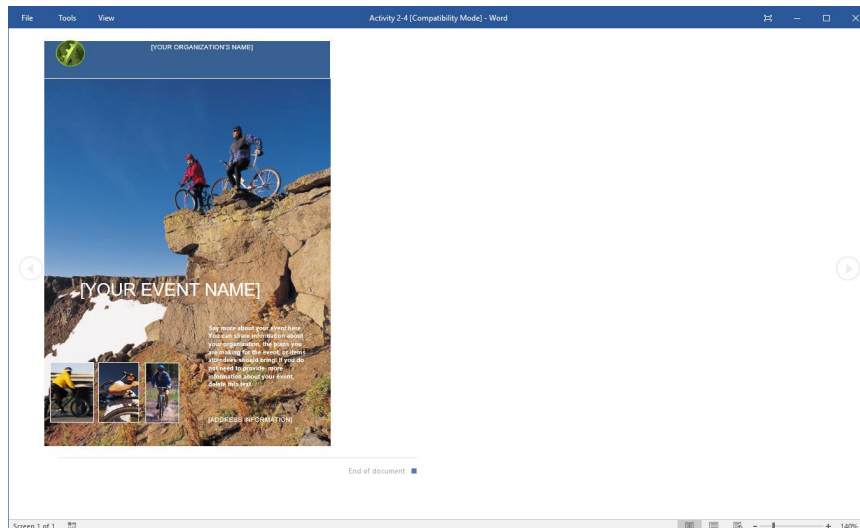 File Tools View Activity 2-4 [Compatibility Mode] - Word
[YOUR ORGANIZATION'S NAME]
[YOUR EVENT NAME]
Say more about your event here
You can share information about
your organization, the plans you
are making for the event, or items
attendees should bring! If you do
not need to provide more
information about your event,
delete this text.
[ADDRESS INFORMATION]
End of document
Screen 1 of 1 140%